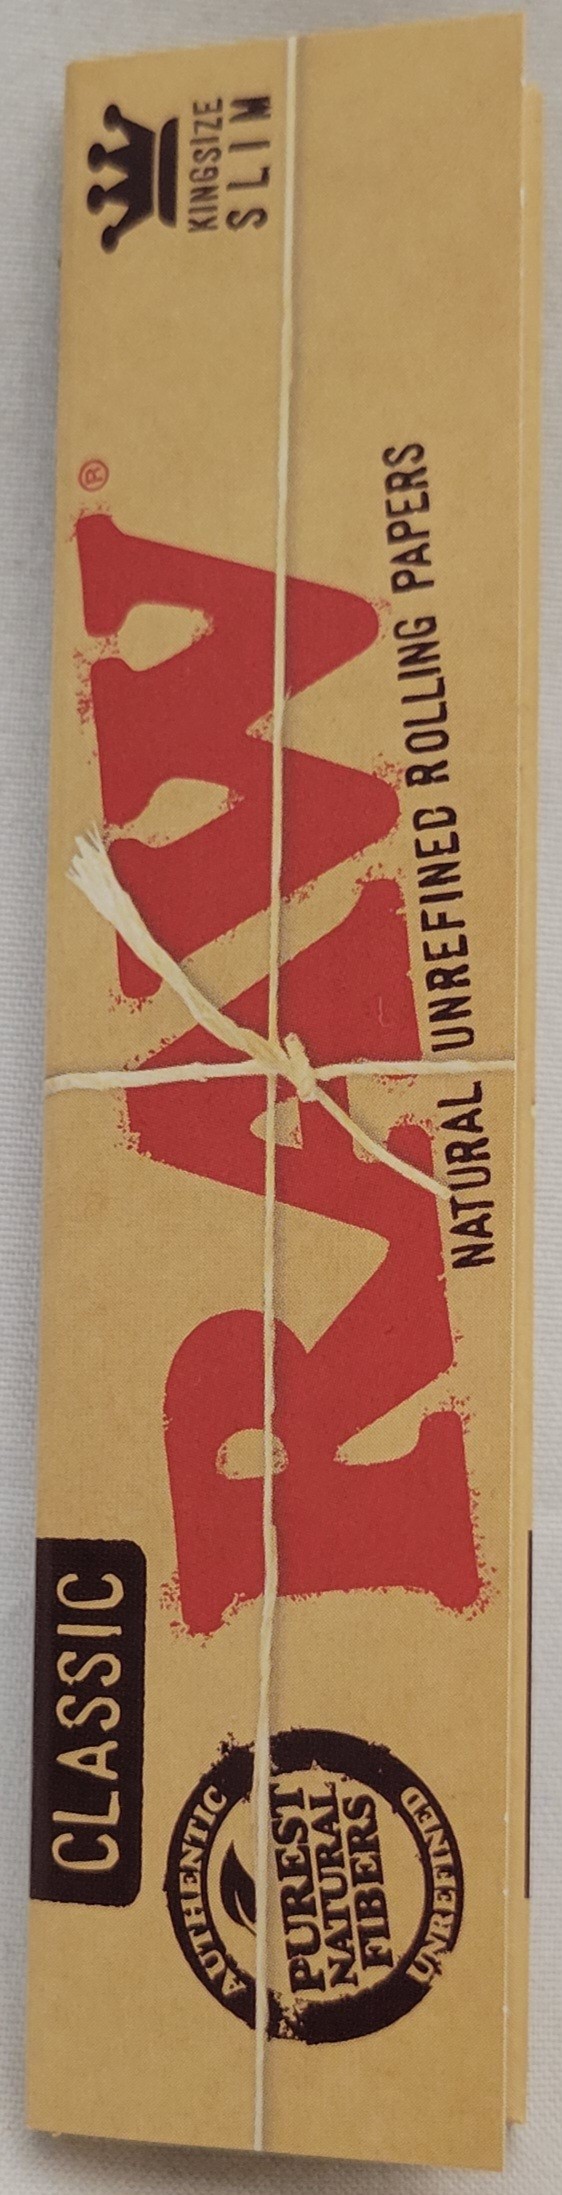 CLASSIC
AUTHENTIC
PUREST
NATURAL
FIBERS
UNREFINED
RAW®
NATURAL UNREFINED ROLLING PAPERS
KINGSIZE
SLIM